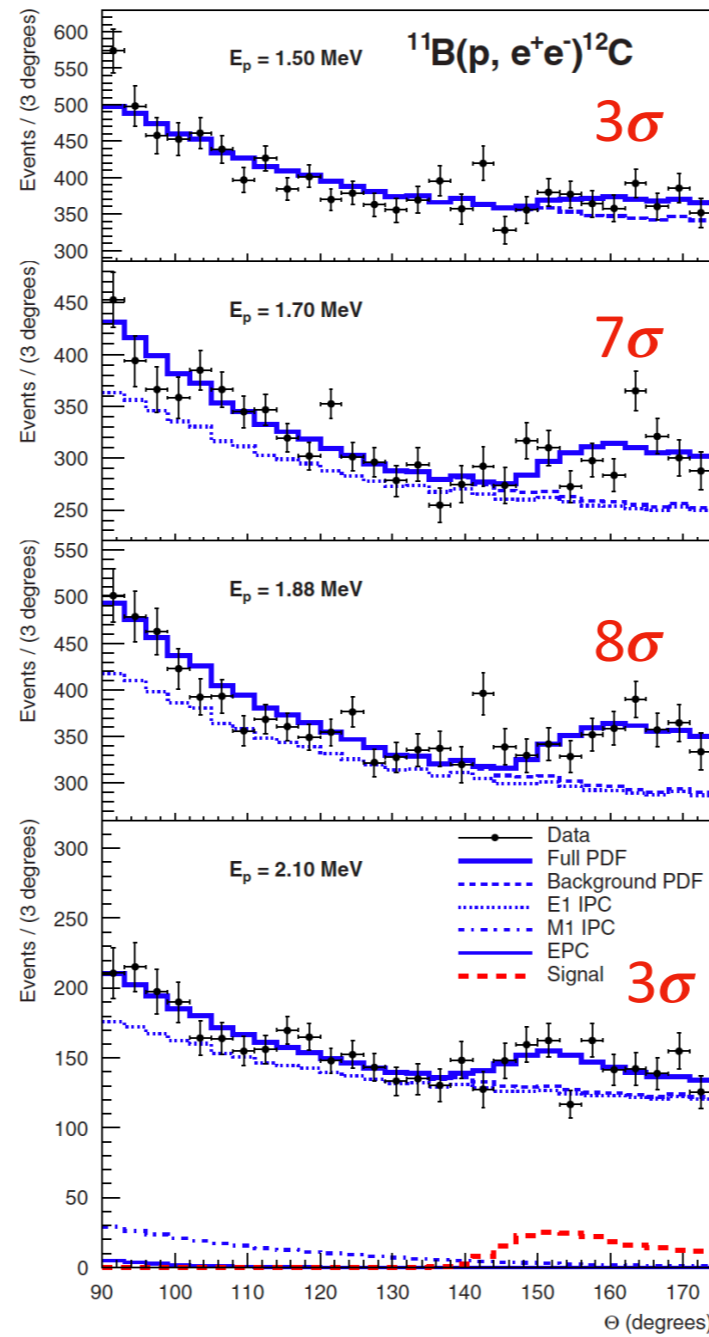 ¹¹B(p, e⁺e⁻)¹²C
Events / (3 degrees)
600
550
500
450
400
350
300
E_p = 1.50 MeV
3σ
Events / (3 degrees)
450
400
350
300
250
E_p = 1.70 MeV
7σ
Events / (3 degrees)
550
500
450
400
350
300
E_p = 1.88 MeV
8σ
Events / (3 degrees)
300
250
200
150
100
50
0
E_p = 2.10 MeV
Data
Full PDF
Background PDF
E1 IPC
M1 IPC
EPC
Signal
3σ
90 100 110 120 130 140 150 160 170
Θ (degrees)